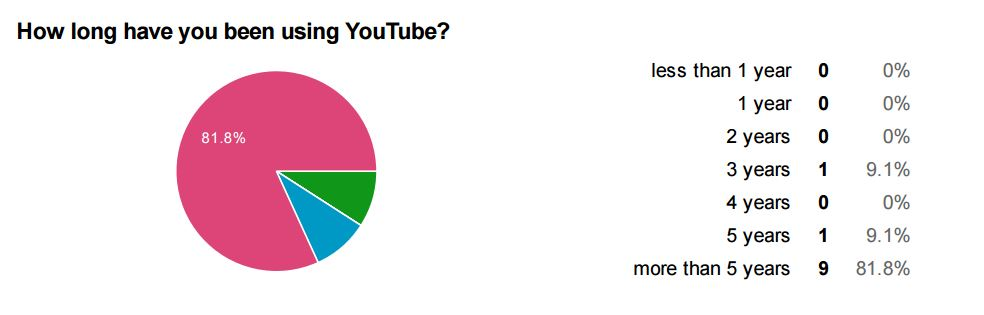 How long have you been using YouTube?
81.8%
less than 1 year 0 0%
1 year 0 0%
2 years 0 0%
3 years 1 9.1%
4 years 0 0%
5 years 1 9.1%
more than 5 years 9 81.8%